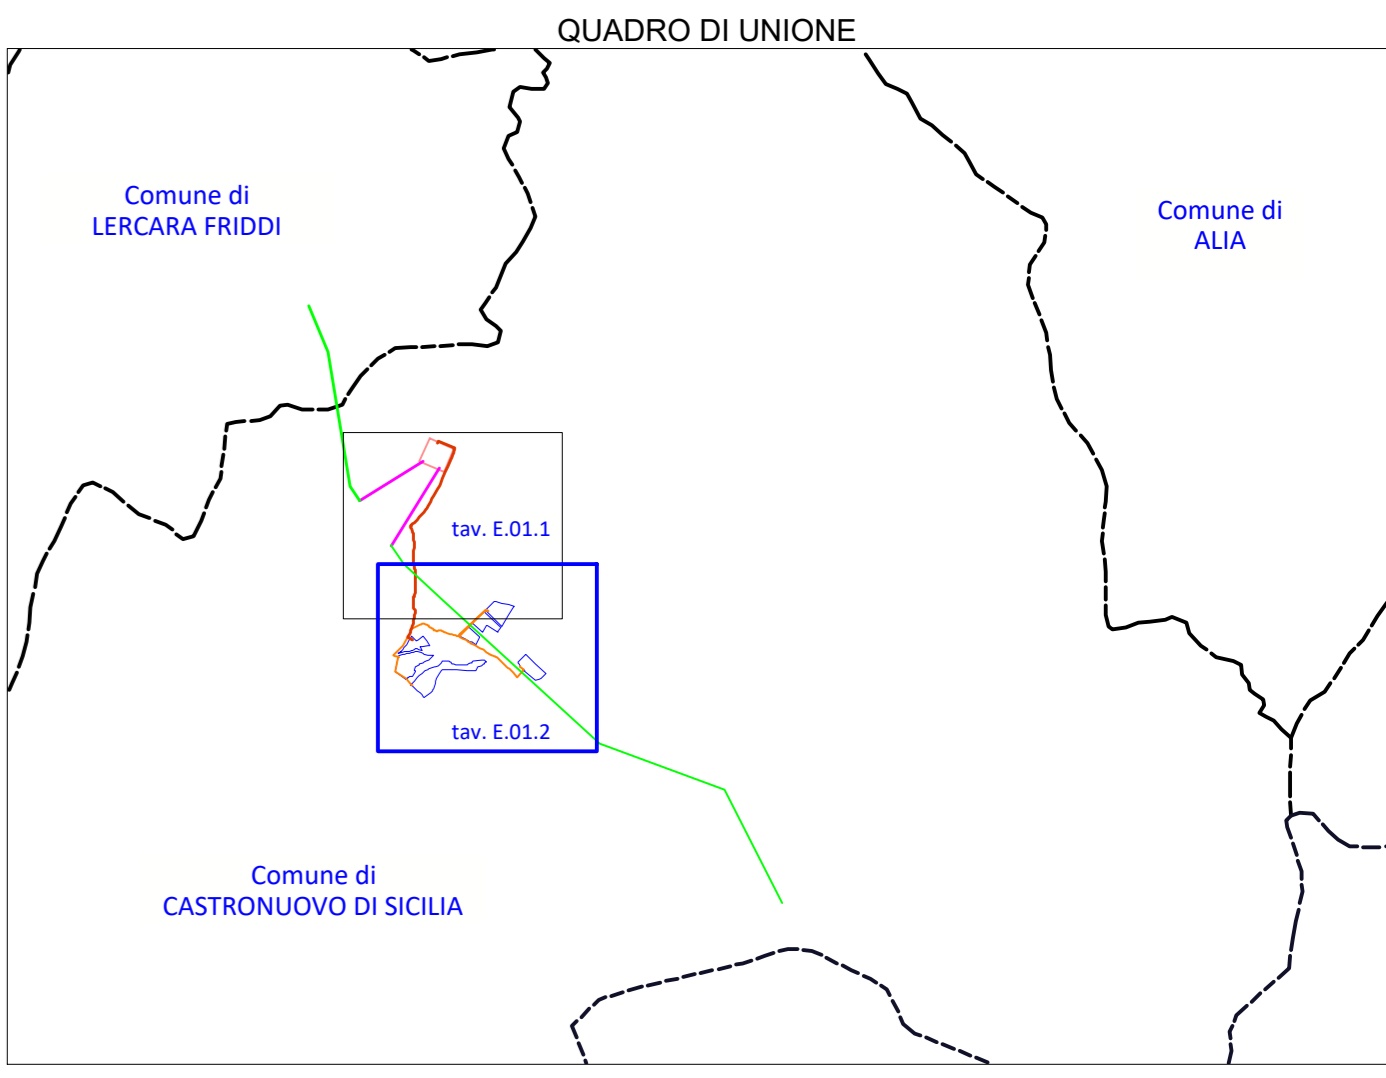 QUADRO DI UNIONE
Comune di
LERCARA FRIDDI
Comune di
ALIA
tav. E.01.1
tav. E.01.2
Comune di
CASTRONUOVO DI SICILIA